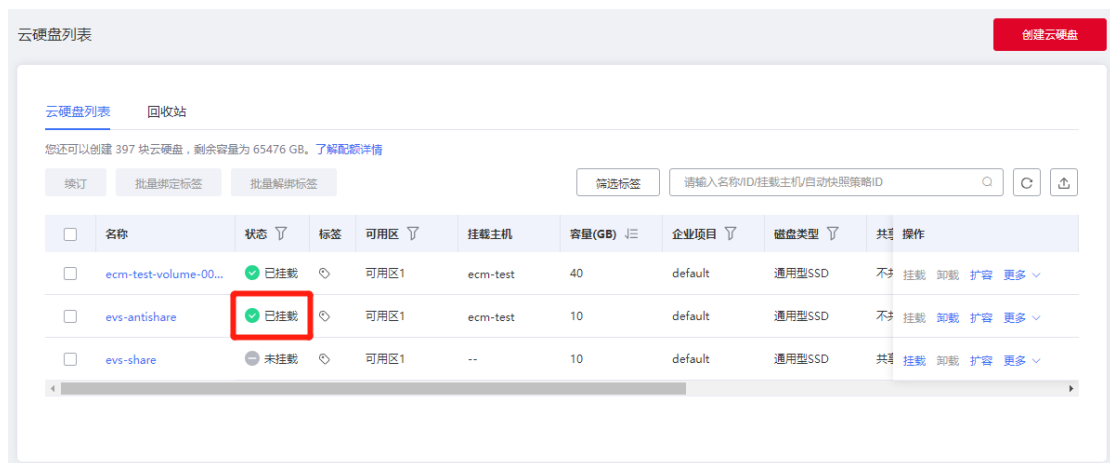 云硬盘列表
创建云硬盘
云硬盘列表 回收站
您还可以创建 397 块云硬盘，剩余容量为 65476 GB。了解配额详情
续订 批量绑定标签 批量解绑标签 筛选标签 请输入名称/ID/挂载主机/自动快照策略ID
名称 状态 标签 可用区 挂载主机 容量(GB) 企业项目 磁盘类型 共享 操作
ecm-test-volume-00... 已挂载 可用区1 ecm-test 40 default 通用型SSD 不共 挂载 卸载 扩容 更多
evs-antishare 已挂载 可用区1 ecm-test 10 default 通用型SSD 不共 挂载 卸载 扩容 更多
evs-share 未挂载 可用区1 -- 10 default 通用型SSD 共享 挂载 卸载 扩容 更多